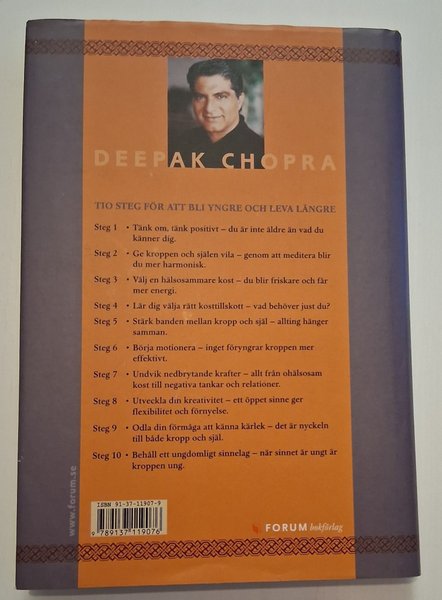 DEEPAK CHOPRA
TIO STEG FÖR ATT BLI YNGRE OCH LEVA LÄNGRE
Steg 1 • Tänk om, tänk positivt – du är inte äldre än vad du
känner dig.
Steg 2 • Ge kroppen och själen vila – genom att meditera blir
du mer harmonisk.
Steg 3 • Välj en hälsosammare kost – du blir friskare och får
mer energi.
Steg 4 • Lär dig välja rätt kosttillskott – vad behöver just du?
Steg 5 • Stärk banden mellan kropp och själ – allting hänger
samman.
Steg 6 • Börja motionera – inget föryngrar kroppen mer
effektivt.
Steg 7 • Undvik nedbrytande krafter – allt från ohälsosam
kost till negativa tankar och relationer.
Steg 8 • Utveckla din kreativitet – ett öppet sinne ger
flexibilitet och förnyelse.
Steg 9 • Odla din förmåga att känna kärlek – det är nyckeln
till både kropp och själ.
Steg 10 • Behåll ett ungdomligt sinnelag – när sinnet är ungt är
kroppen ung.
www.forum.se
ISBN 91-37-11907-9
9 789137 119076
FORUM bokförlag